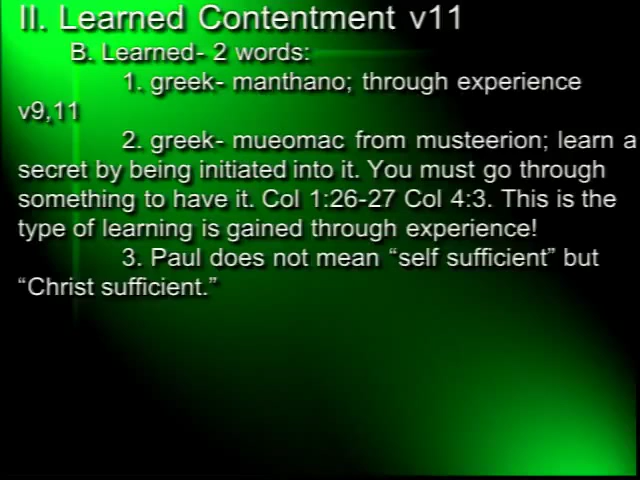 II. Learned Contentment v11
B. Learned- 2 words:
1. greek- manthano; through experience
v9,11
2. greek- mueomac from musteerion; learn a
secret by being initiated into it. You must go through
something to have it. Col 1:26-27 Col 4:3. This is the
type of learning is gained through experience!
3. Paul does not mean “self sufficient” but
“Christ sufficient.”